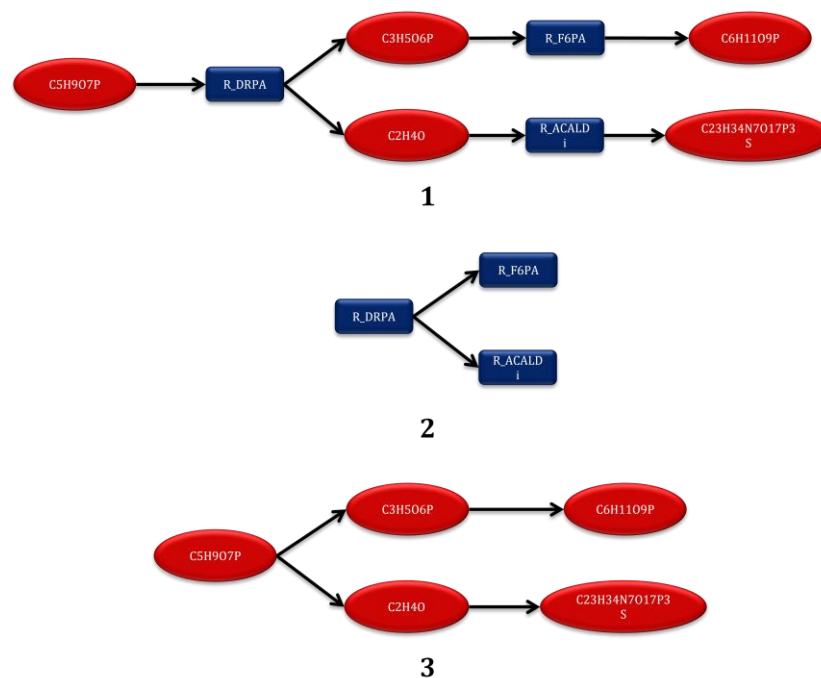 C3H5O6P R_F6PA C6H11O9P
C5H9O7P R_DRPA
C2H4O R_ACALD
i C23H34N7O17P3
S
1
R_F6PA
R_DRPA
R_ACALD
i
2
C3H5O6P C6H11O9P
C5H9O7P
C2H4O C23H34N7O17P3
S
3